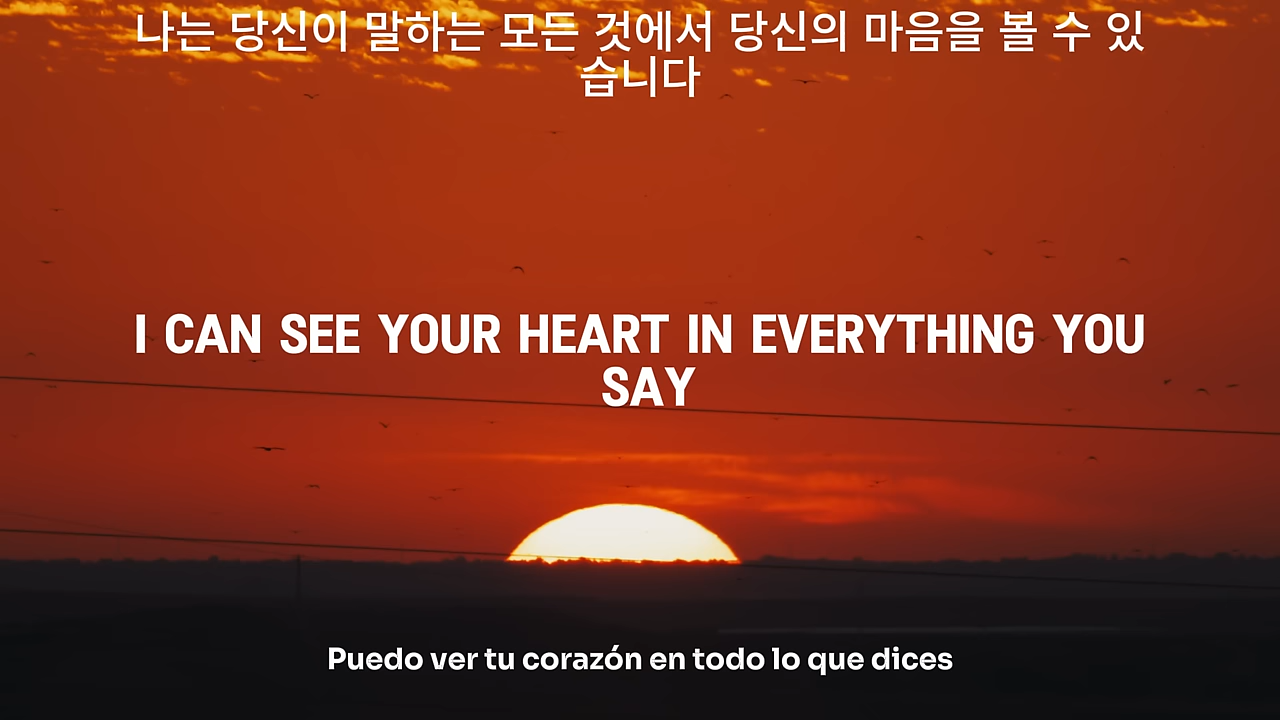 나는 당신이 말하는 모든 것에서 당신의 마음을 볼 수 있
습니다
I CAN SEE YOUR HEART IN EVERYTHING YOU
SAY
Puedo ver tu corazón en todo lo que dices